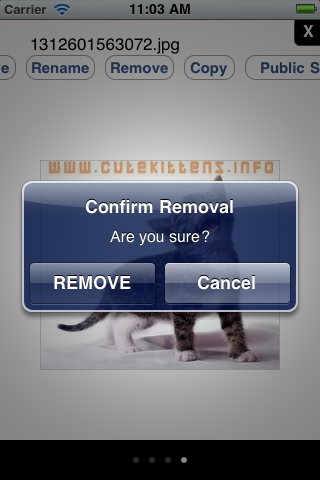 Carrier 11:03 AM
X
1312601563072.jpg
e Rename Remove Copy Public S
www.cutekittens.info
Confirm Removal
Are you sure?
REMOVE Cancel